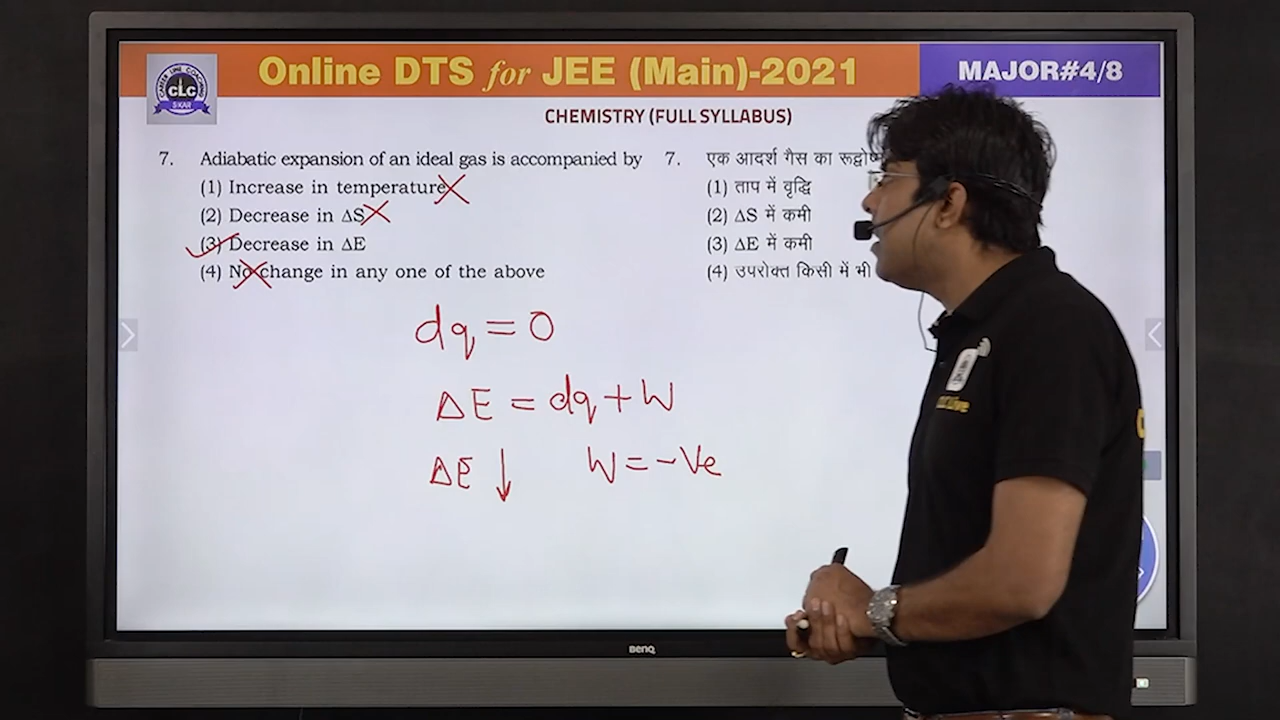 Online DTS for JEE (Main)-2021
MAJOR#4/8
CLC
SIKAR
CHEMISTRY (FULL SYLLABUS)
7. Adiabatic expansion of an ideal gas is accompanied by
(1) Increase in temperature
(2) Decrease in ΔS
(3) Decrease in ΔE
(4) No change in any one of the above
7. एक आदर्श गैस का
(1) ताप में वृद्धि
(2) ΔS में कमी
(3) ΔE में कमी
(4) उपरोक्त किसी में भी
dq = 0
ΔE = dq + W
ΔE ↓ W = -Ve
BenQ